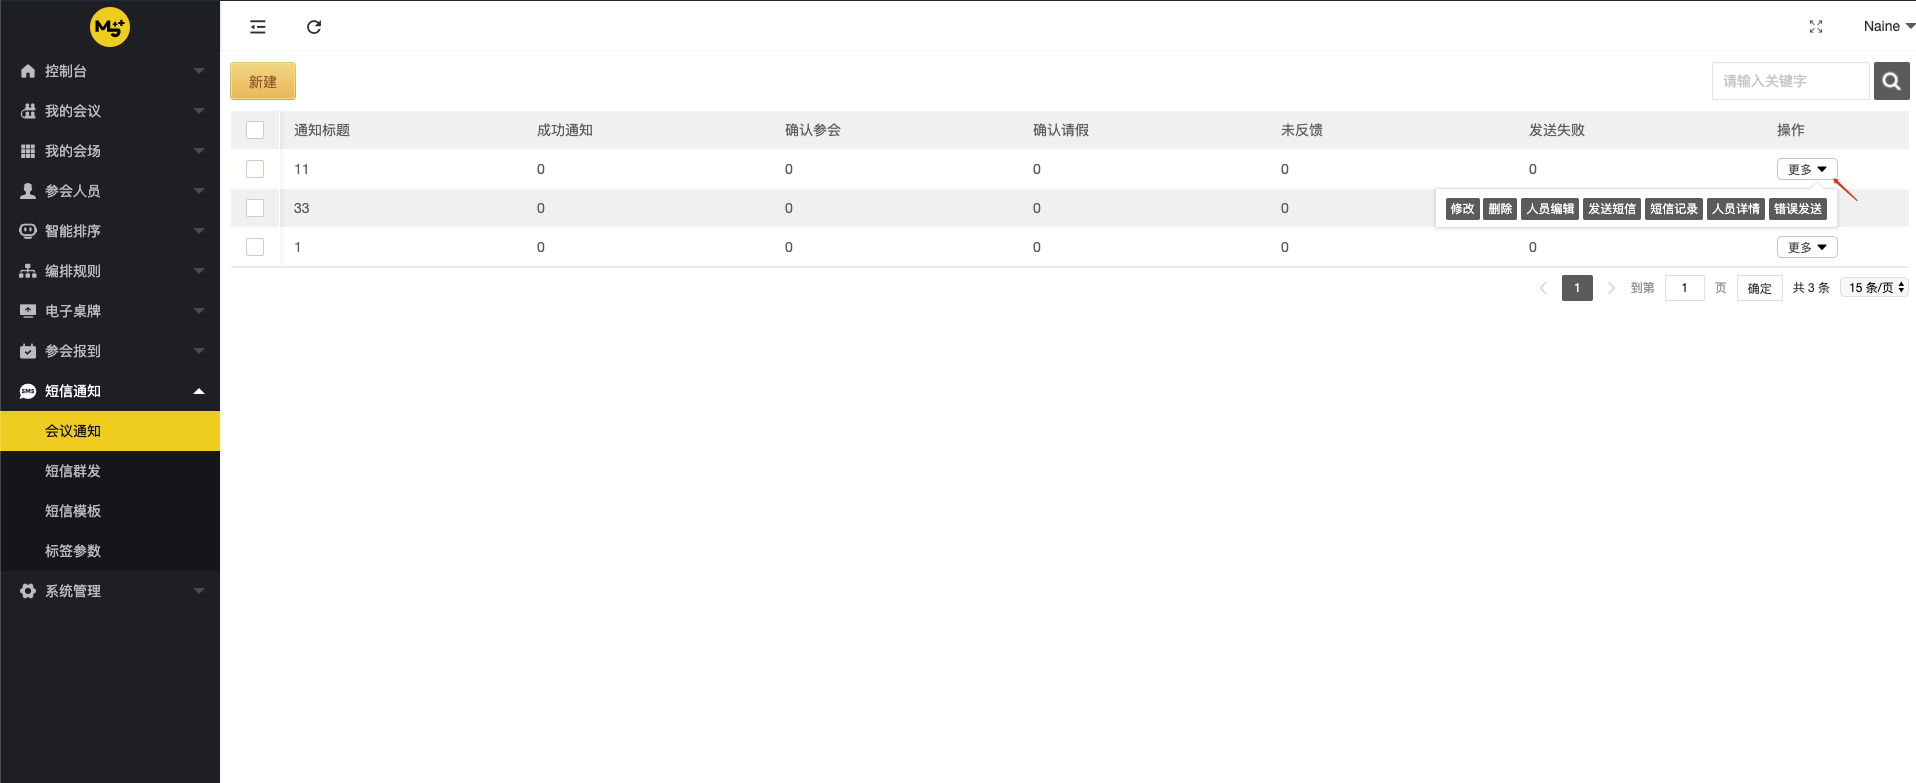 M5++
Naine
控制台
我的会议
我的会场
参会人员
智能排序
编排规则
电子桌牌
参会报到
SMS 短信通知
会议通知
短信群发
短信模板
标签参数
系统管理
新建
请输入关键字
通知标题 成功通知 确认参会 确认请假 未反馈 发送失败 操作
11 0 0 0 0 0 更多
33 0 0 0 0
修改 删除 人员编辑 发送短信 短信记录 人员详情 错误发送
1 0 0 0 0 0 更多
1 到第 1 页 确定 共 3 条 15 条/页